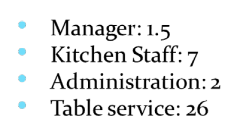 • Manager: 1.5
• Kitchen Staff: 7
• Administration: 2
• Table service: 26